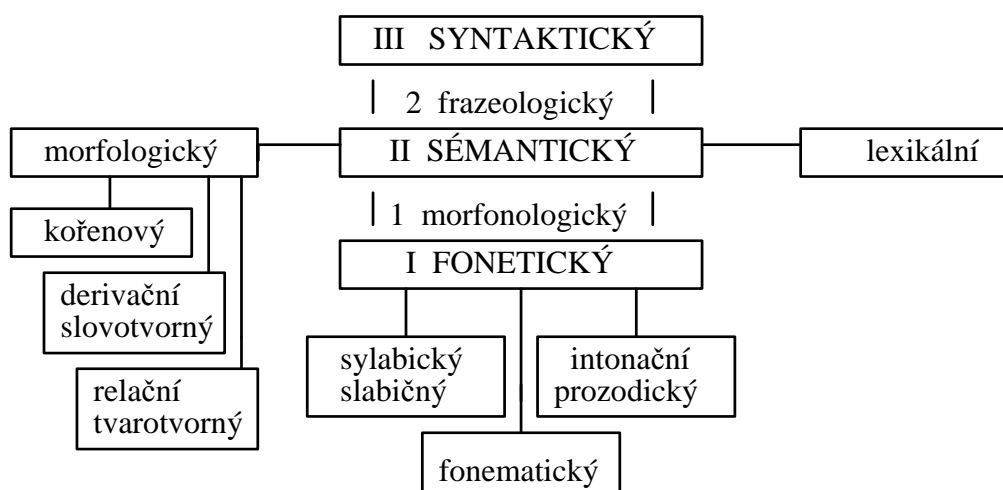 III SYNTAKTICKÝ
2 frazeologický
morfologický
II SÉMANTICKÝ
lexikální
1 morfonologický
kořenový
I FONETICKÝ
derivační
slovotvorný
sylabický
slabičný
intonační
prozodický
relační
tvarotvorný
fonematický